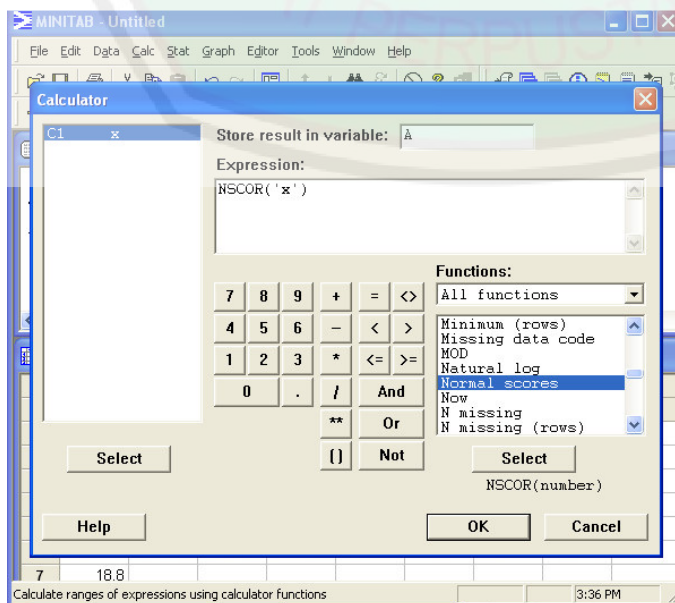 MINITAB - Untitled
File Edit Data Calc Stat Graph Editor Tools Window Help
Calculator
C1 x
Store result in variable: A
Expression:
NSCOR('x')
Functions:
All functions
7 8 9 + = <>
4 5 6 - < >
1 2 3 * <= >=
0 . / And
** Or
() Not
Minimum (rows)
Missing data code
MOD
Natural log
Normal scores
Now
N missing
N missing (rows)
Select
Select
NSCOR(number)
Help
OK Cancel
7 18.8
Calculate ranges of expressions using calculator functions 3:36 PM